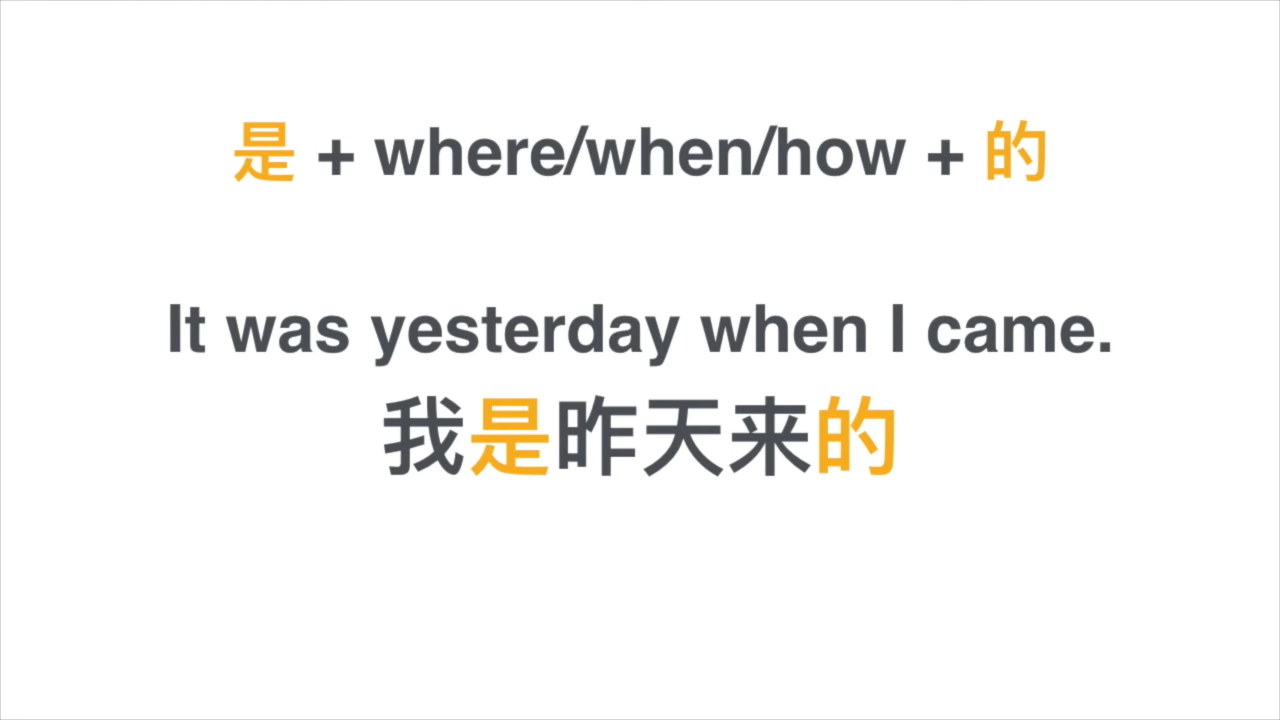 是 + where/when/how + 的
It was yesterday when I came.
我是昨天来的